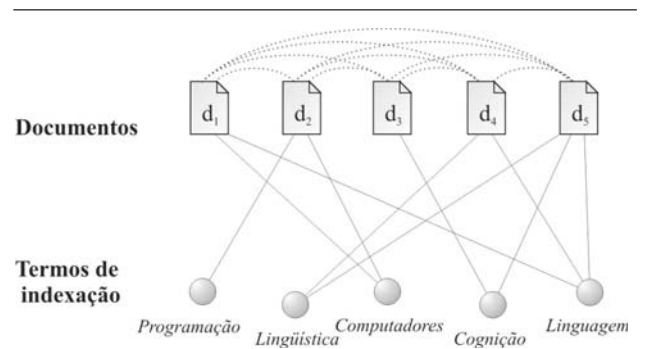 d₁ d₂ d₃ d₄ d₅
Documentos
Termos de
indexação
Programação
Lingüística
Computadores
Cognição
Linguagem